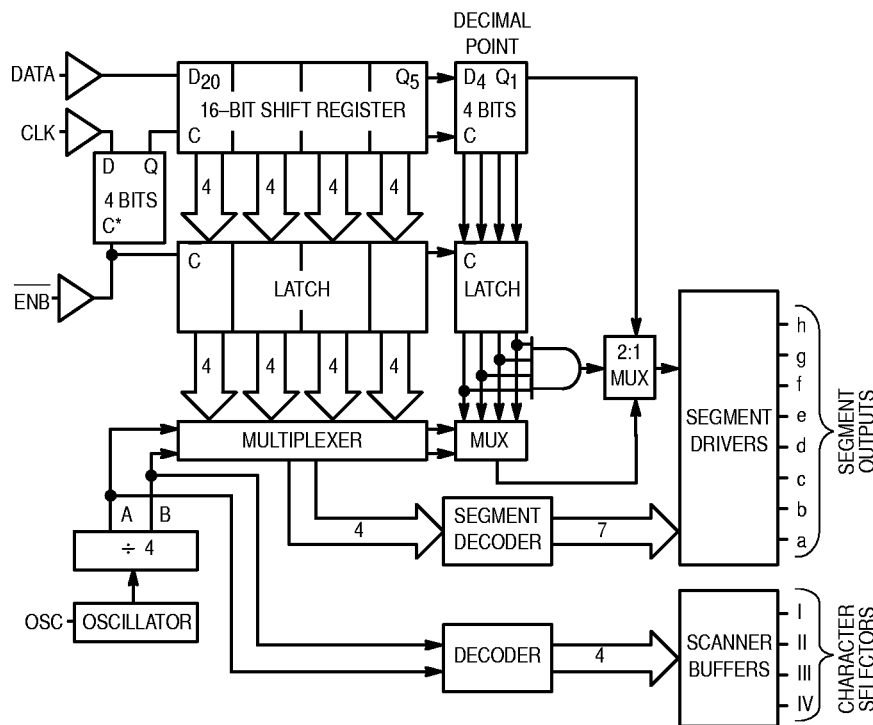 DECIMAL
POINT
DATA
D20
Q5
D4 Q1
16–BIT SHIFT REGISTER
4 BITS
CLK
C
C
D Q
4 BITS
C*
4
4
4
4
ENB
C
LATCH
C
LATCH
4
4
4
4
2:1
MUX
MULTIPLEXER
MUX
SEGMENT
DRIVERS
h
g
f
e
d
c
b
a
SEGMENT
OUTPUTS
A
B
÷ 4
4
SEGMENT
DECODER
7
OSC
OSCILLATOR
DECODER
4
SCANNER
BUFFERS
I
II
III
IV
CHARACTER
SELECTORS